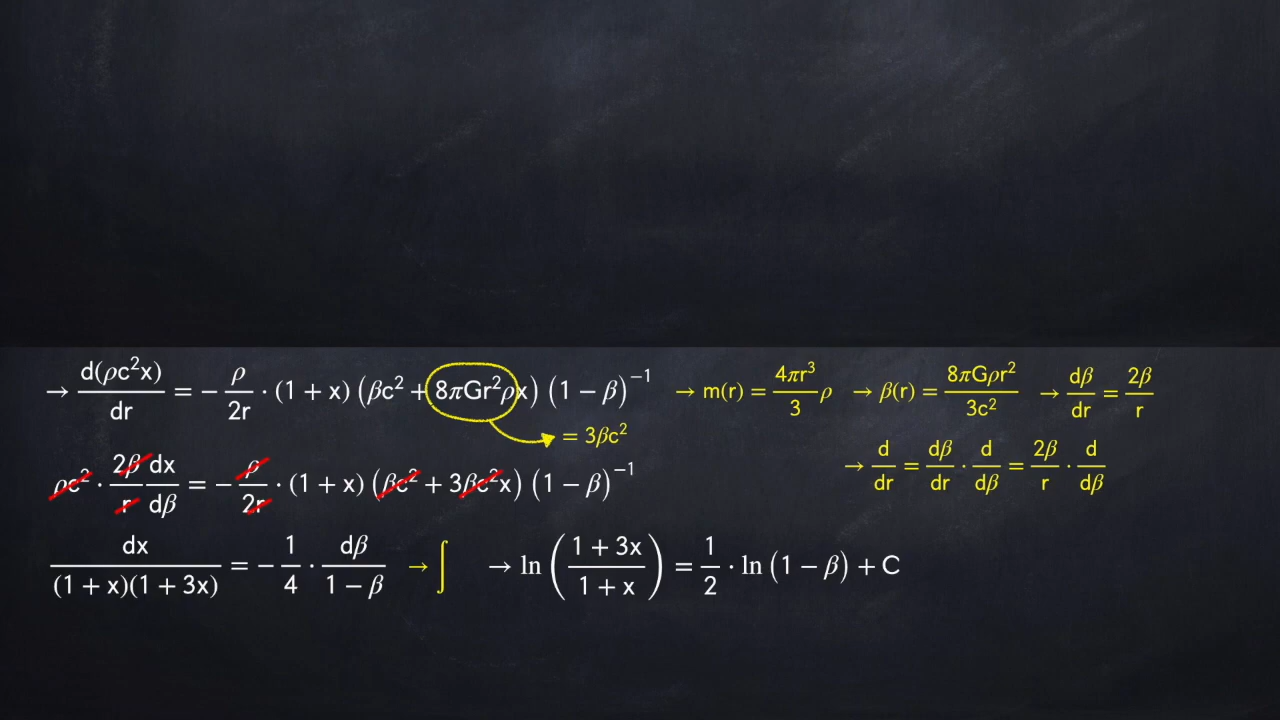 → d(ρc²x)/dr = − ρ/2r · (1 + x) (βc² + 8πGr²ρx) (1 − β)⁻¹ → m(r) = 4πr³/3 ρ → β(r) = 8πGρr²/3c² → dβ/dr = 2β/r
= 3βc²
→ d/dr = dβ/dr · d/dβ = 2β/r · d/dβ
ρc² · 2β/r dx/dβ = − ρ/2r · (1 + x) (βc² + 3βc²x) (1 − β)⁻¹
dx/(1 + x)(1 + 3x) = − 1/4 · dβ/1 − β → ∫ → ln (1 + 3x/1 + x) = 1/2 · ln (1 − β) + C